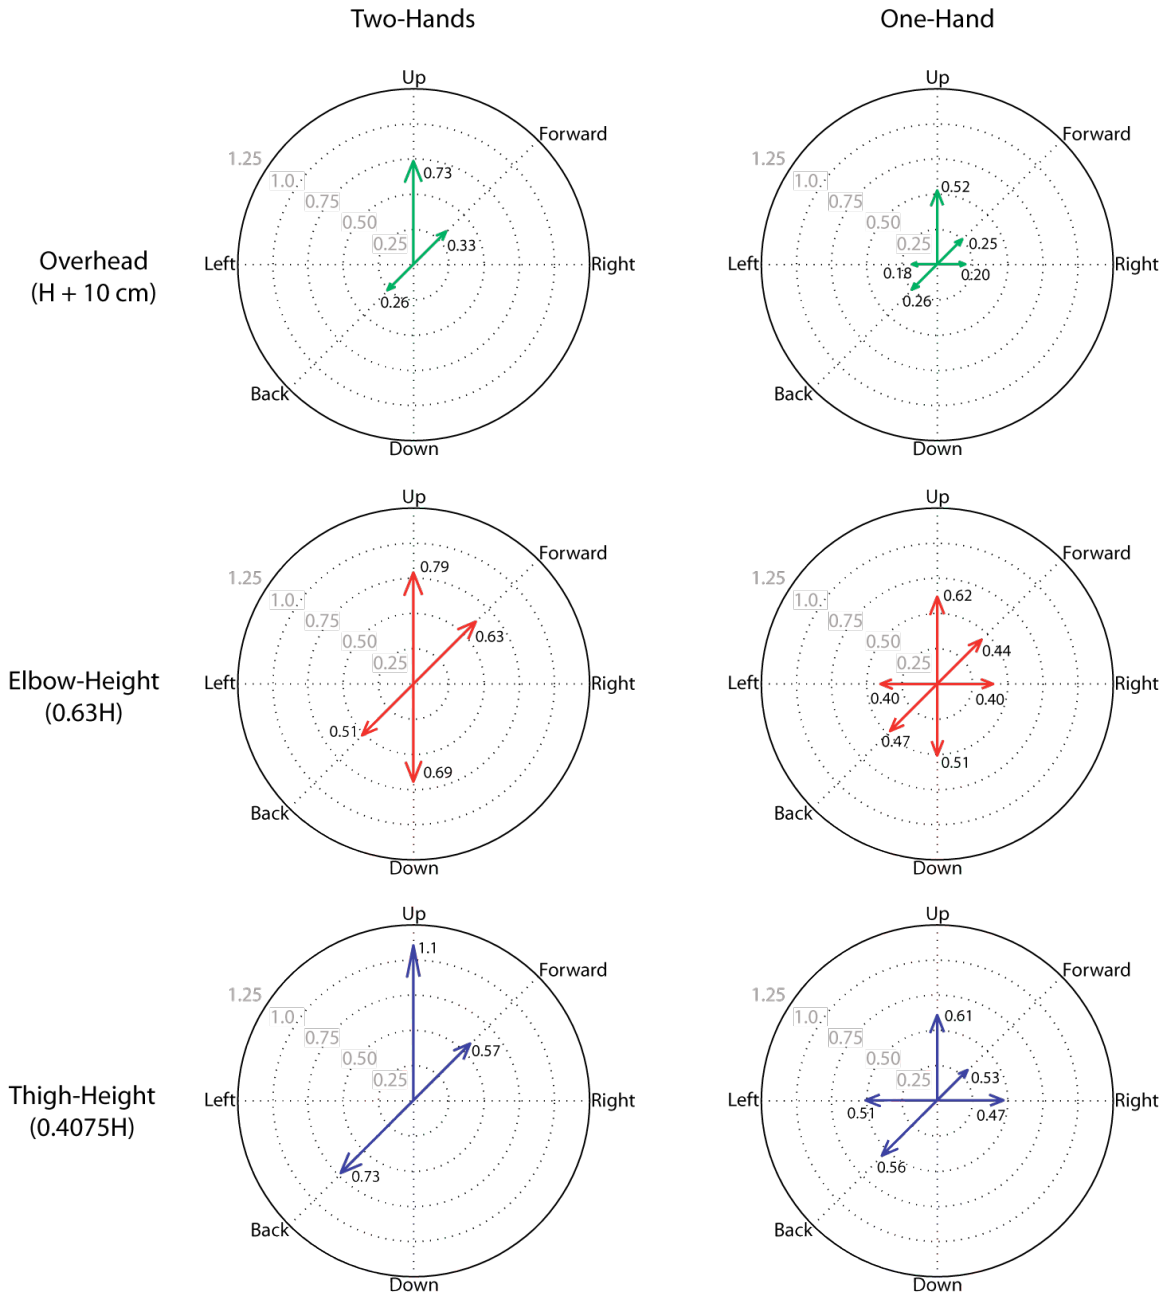 Two-Hands
One-Hand
Overhead
(H + 10 cm)
Up
Forward
1.25
1.0
0.75
0.50
0.25
0.73
0.33
0.26
Left
Right
Back
Down
Up
Forward
1.25
1.0
0.75
0.50
0.25
0.52
0.25
0.18
0.20
0.26
Left
Right
Back
Down
Elbow-Height
(0.63H)
Up
Forward
1.25
1.0
0.75
0.50
0.25
0.79
0.63
0.51
0.69
Left
Right
Back
Down
Up
Forward
1.25
1.0
0.75
0.50
0.25
0.62
0.44
0.40
0.40
0.47
0.51
Left
Right
Back
Down
Thigh-Height
(0.4075H)
Up
Forward
1.25
1.0
0.75
0.50
0.25
1.1
0.57
0.73
Left
Right
Back
Down
Up
Forward
1.25
1.0
0.75
0.50
0.25
0.61
0.53
0.51
0.47
0.56
Left
Right
Back
Down